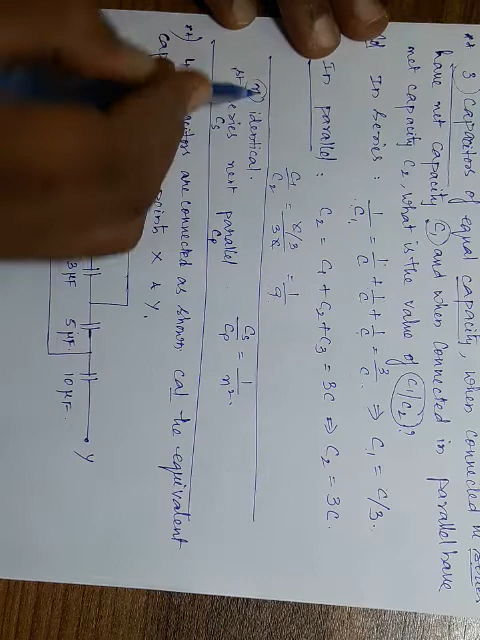 ** 3) Capacitors of equal capacity, when connected in series
have net capacity C1 and when connected in parallel have
net capacity C2, what is the value of C1/C2?
In series: 1/C1 = 1/C + 1/C + 1/C = 3/C ⇒ C1 = C/3.
In parallel: C2 = C1 + C2 + C3 = 3C ⇒ C2 = 3C.
C1/C2 = x/3/3x = 1/9
n identical.
series next parallel
Cs Cp Cs/Cp = 1/n².
are connected as shown cal the equivalent
X & Y.
3μF 5μF. 10μF. Y